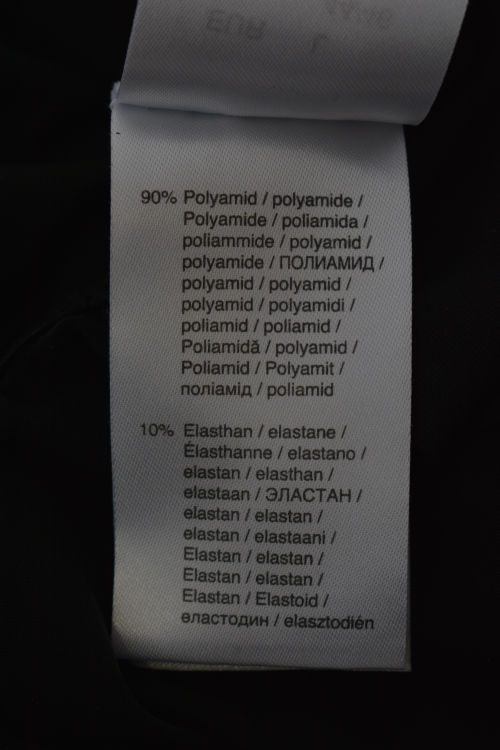 90% Polyamid / polyamide /
Polyamide / poliamida /
poliammide / polyamid /
polyamide / ПОЛИАМИД /
polyamid / polyamid /
polyamid / polyamidi /
poliamid / poliamid /
Poliamidă / polyamid /
Poliamid / Polyamit /
поліамід / poliamid
10% Elasthan / elastane /
Élasthanne / elastano /
elastan / elasthan /
elastaan / ЭЛАСТАН /
elastan / elastan /
elastan / elastaani /
Elastan / elastan /
Elastan / elastan /
Elastan / Elastoid /
еластодин / elasztodién